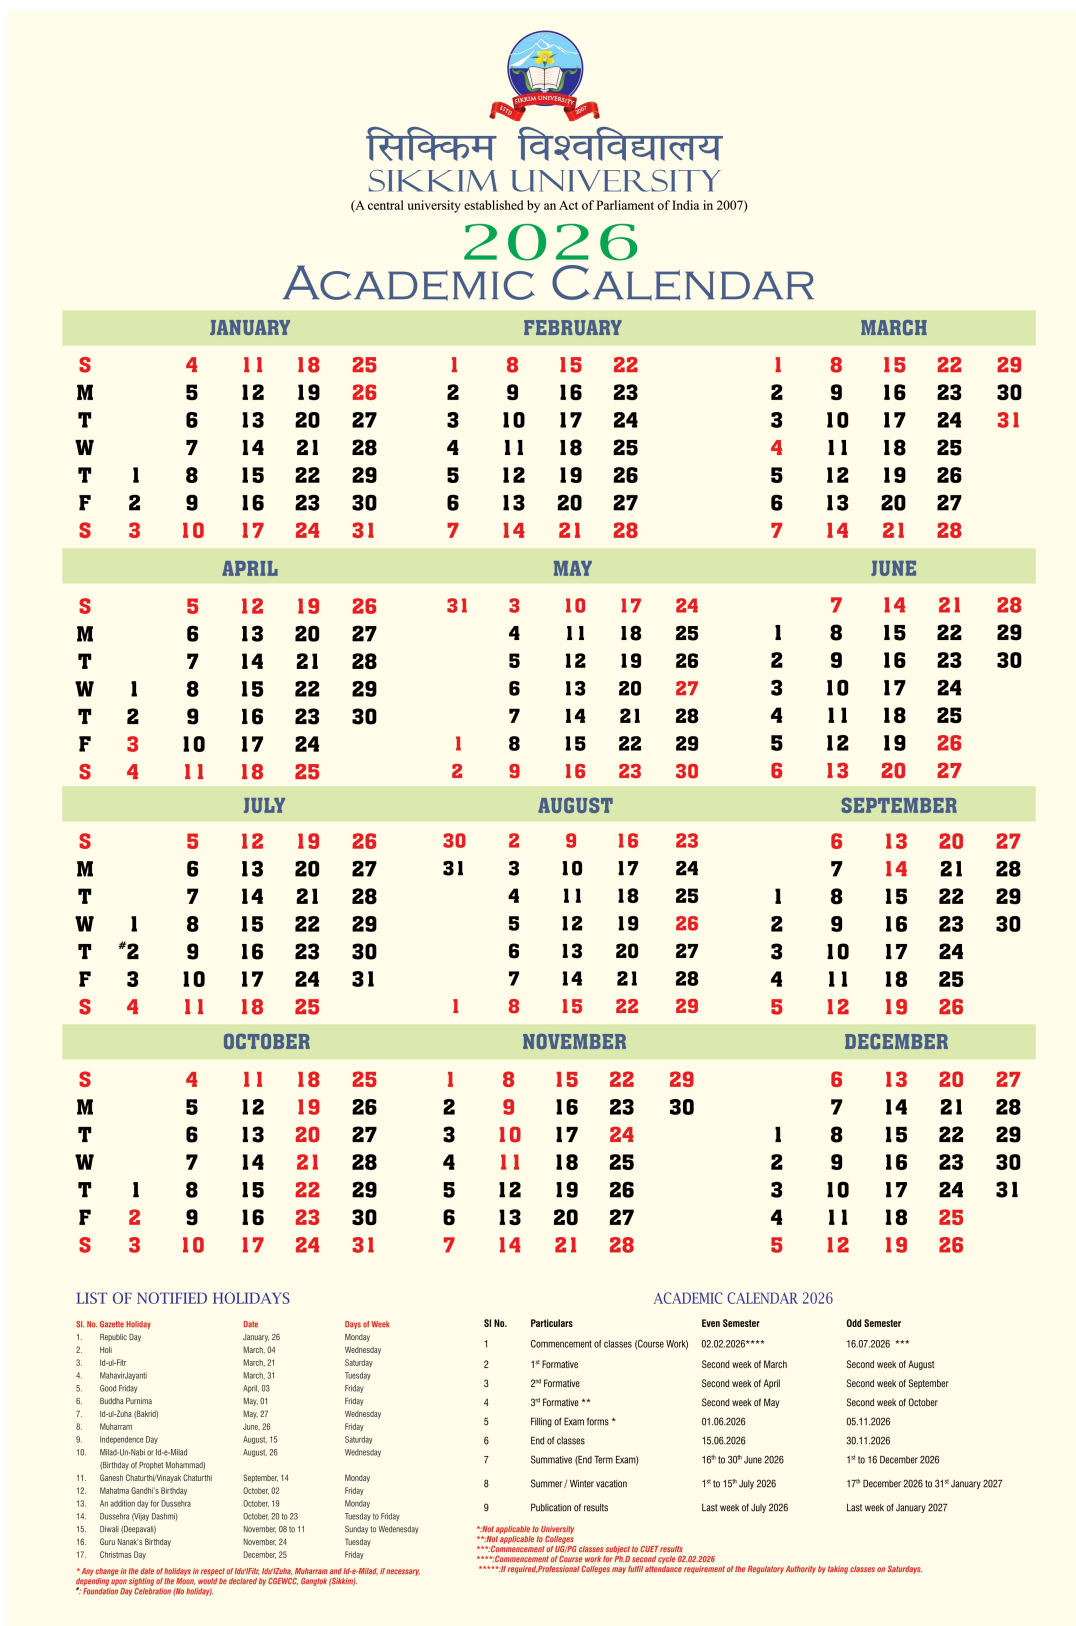 SIKKIM UNIVERSITY
ESTD 2007
सिक्किम विश्वविद्यालय
SIKKIM UNIVERSITY
(A central university established by an Act of Parliament of India in 2007)
2026
ACADEMIC CALENDAR
JANUARY FEBRUARY MARCH
S 4 11 18 25 1 8 15 22 1 8 15 22 29
M 5 12 19 26 2 9 16 23 2 9 16 23 30
T 6 13 20 27 3 10 17 24 3 10 17 24 31
W 7 14 21 28 4 11 18 25 4 11 18 25
T 1 8 15 22 29 5 12 19 26 5 12 19 26
F 2 9 16 23 30 6 13 20 27 6 13 20 27
S 3 10 17 24 31 7 14 21 28 7 14 21 28
APRIL MAY JUNE
S 5 12 19 26 31 3 10 17 24 7 14 21 28
M 6 13 20 27 4 11 18 25 1 8 15 22 29
T 7 14 21 28 5 12 19 26 2 9 16 23 30
W 1 8 15 22 29 6 13 20 27 3 10 17 24
T 2 9 16 23 30 7 14 21 28 4 11 18 25
F 3 10 17 24 1 8 15 22 29 5 12 19 26
S 4 11 18 25 2 9 16 23 30 6 13 20 27
JULY AUGUST SEPTEMBER
S 5 12 19 26 30 2 9 16 23 6 13 20 27
M 6 13 20 27 31 3 10 17 24 7 14 21 28
T 7 14 21 28 4 11 18 25 1 8 15 22 29
W 1 8 15 22 29 5 12 19 26 2 9 16 23 30
T #2 9 16 23 30 6 13 20 27 3 10 17 24
F 3 10 17 24 31 7 14 21 28 4 11 18 25
S 4 11 18 25 1 8 15 22 29 5 12 19 26
OCTOBER NOVEMBER DECEMBER
S 4 11 18 25 1 8 15 22 29 6 13 20 27
M 5 12 19 26 2 9 16 23 30 7 14 21 28
T 6 13 20 27 3 10 17 24 1 8 15 22 29
W 7 14 21 28 4 11 18 25 2 9 16 23 30
T 1 8 15 22 29 5 12 19 26 3 10 17 24 31
F 2 9 16 23 30 6 13 20 27 4 11 18 25
S 3 10 17 24 31 7 14 21 28 5 12 19 26
LIST OF NOTIFIED HOLIDAYS
Sl. No. Gazette Holiday Date Days of Week
1. Republic Day January, 26 Monday
2. Holi March, 04 Wednesday
3. Id-ul-Fitr March, 21 Saturday
4. MahavirJayanti March, 31 Tuesday
5. Good Friday April, 03 Friday
6. Buddha Purnima May, 01 Friday
7. Id-ul-Zuha (Bakrid) May, 27 Wednesday
8. Muharram June, 26 Friday
9. Independence Day August, 15 Saturday
10. Milad-Un-Nabi or Id-e-Milad August, 26 Wednesday
(Birthday of Prophet Mohammad)
11. Ganesh Chaturthi/Vinayak Chaturthi September, 14 Monday
12. Mahatma Gandhi's Birthday October, 02 Friday
13. An addition day for Dussehra October, 19 Monday
14. Dussehra (Vijay Dashmi) October, 20 to 23 Tuesday to Friday
15. Diwali (Deepavali) November, 08 to 11 Sunday to Wedenesday
16. Guru Nanak's Birthday November, 24 Tuesday
17. Christmas Day December, 25 Friday
* Any change in the date of holidays in respect of Idu'lFitr, Idu'lZuha, Muharram and Id-e-Milad, if necessary,
depending upon sighting of the Moon, would be declared by CGEWCC, Gangtok (Sikkim).
#: Foundation Day Celebration (No holiday).
ACADEMIC CALENDAR 2026
Sl No. Particulars Even Semester Odd Semester
1 Commencement of classes (Course Work) 02.02.2026**** 16.07.2026 ***
2 1st Formative Second week of March Second week of August
3 2nd Formative Second week of April Second week of September
4 3rd Formative ** Second week of May Second week of October
5 Filling of Exam forms * 01.06.2026 05.11.2026
6 End of classes 15.06.2026 30.11.2026
7 Summative (End Term Exam) 16th to 30th June 2026 1st to 16 December 2026
8 Summer / Winter vacation 1st to 15th July 2026 17th December 2026 to 31st January 2027
9 Publication of results Last week of July 2026 Last week of January 2027
*:Not applicable to University
**:Not applicable to Colleges
***:Commencement of UG/PG classes subject to CUET results
****:Commencement of Course work for Ph.D second cycle 02.02.2026
*****:If required,Professional Colleges may fulfil attendance requirement of the Regulatory Authority by taking classes on Saturdays.